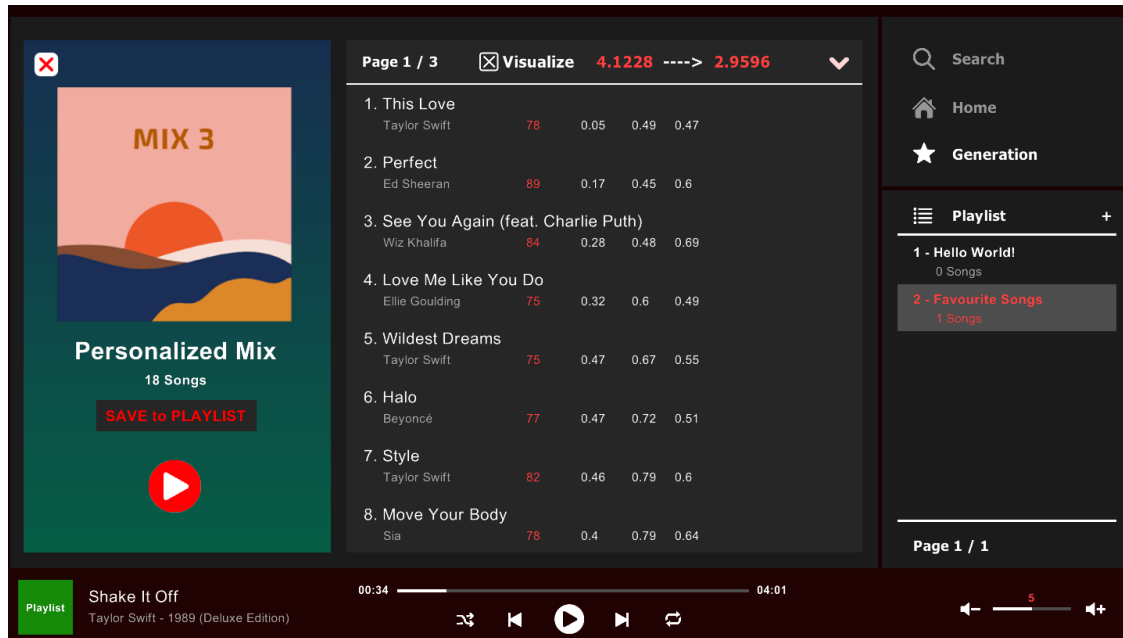 MIX 3
Personalized Mix
18 Songs
SAVE to PLAYLIST
Page 1 / 3 Visualize 4.1228 ----> 2.9596
1. This Love
Taylor Swift 78 0.05 0.49 0.47
2. Perfect
Ed Sheeran 89 0.17 0.45 0.6
3. See You Again (feat. Charlie Puth)
Wiz Khalifa 84 0.28 0.48 0.69
4. Love Me Like You Do
Ellie Goulding 75 0.32 0.6 0.49
5. Wildest Dreams
Taylor Swift 75 0.47 0.67 0.55
6. Halo
Beyoncé 77 0.47 0.72 0.51
7. Style
Taylor Swift 82 0.46 0.79 0.6
8. Move Your Body
Sia 78 0.4 0.79 0.64
Search
Home
Generation
Playlist +
1 - Hello World!
0 Songs
2 - Favourite Songs
1 Songs
Page 1 / 1
Playlist
Shake It Off
Taylor Swift - 1989 (Deluxe Edition)
00:34 04:01
5